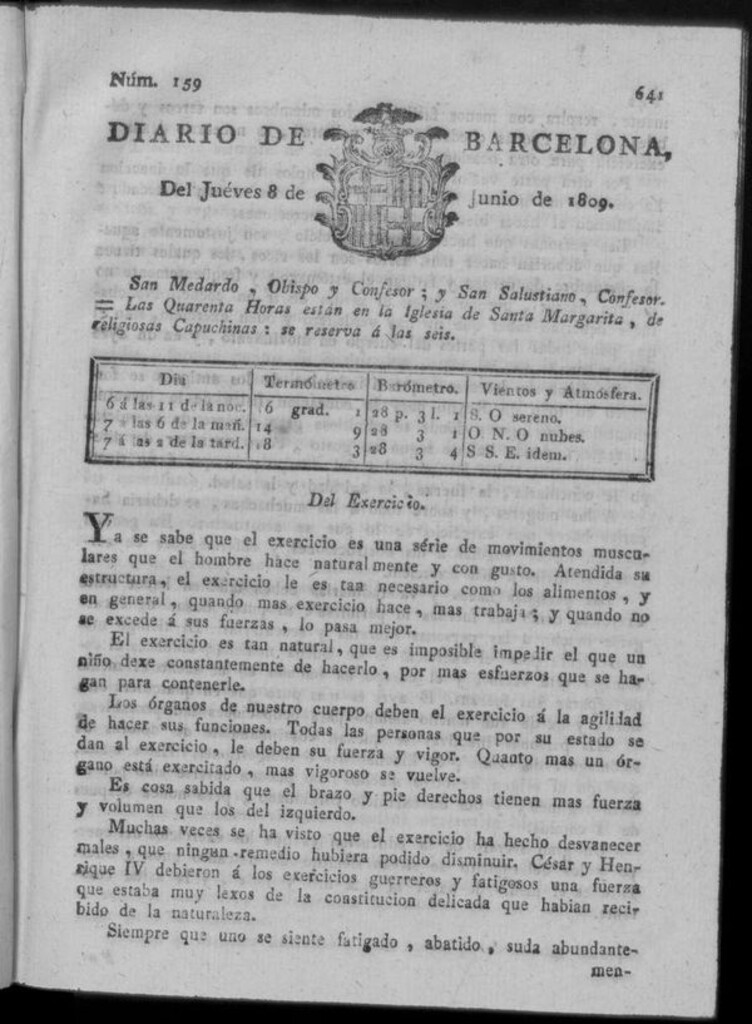 Núm. 159
641
DIARIO DE BARCELONA,
Del Juéves 8 de Junio de 1809.
San Medardo, Obispo y Confesor; y San Salustiano, Confesor.
= Las Quarenta Horas están en la Iglesia de Santa Margarita, de
religiosas Capuchinas: se reserva á las seis.
Dia Termómetro Barómetro. Vientos y Atmósfera.
6 á las 11 de la noc. 16 grad. 1 28 p. 3 l. 1 S. O sereno.
7 á las 6 de la mañ. 14 9 28 3 1 O. N. O nubes.
7 á las 2 de la tard. 18 3 28 3 4 S S. E. idem.
Del Exercicio.
Ya se sabe que el exercicio es una série de movimientos muscu-
lares que el hombre hace naturalmente y con gusto. Atendida su
estructura, el exercicio le es tan necesario como los alimentos, y
en general, quando mas exercicio hace, mas trabaja; y quando no
se excede á sus fuerzas, lo pasa mejor.
El exercicio es tan natural, que es imposible impedir el que un
niño dexe constantemente de hacerlo, por mas esfuerzos que se ha-
gan para contenerle.
Los órganos de nuestro cuerpo deben el exercicio á la agilidad
de hacer sus funciones. Todas las personas que por su estado se
dan al exercicio, le deben su fuerza y vigor. Quanto mas un ór-
gano está exercitado, mas vigoroso se vuelve.
Es cosa sabida que el brazo y pie derechos tienen mas fuerza
y volumen que los del izquierdo.
Muchas veces se ha visto que el exercicio ha hecho desvanecer
males, que ningun remedio hubiera podido disminuir. César y Hen-
rique IV debieron á los exercicios guerreros y fatigosos una fuerza
que estaba muy lexos de la constitucion delicada que habian reci-
bido de la naturaleza.
Siempre que uno se siente fatigado, abatido, suda abundante-
men-